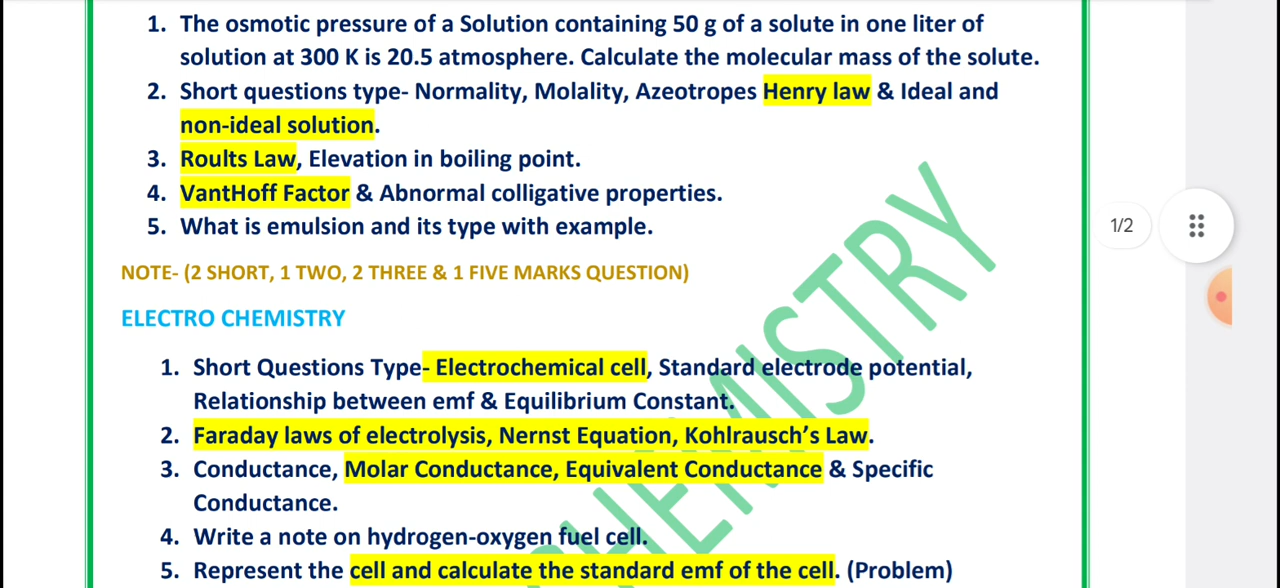 1. The osmotic pressure of a Solution containing 50 g of a solute in one liter of
solution at 300 K is 20.5 atmosphere. Calculate the molecular mass of the solute.
2. Short questions type- Normality, Molality, Azeotropes Henry law & Ideal and
non-ideal solution.
3. Roults Law, Elevation in boiling point.
4. VantHoff Factor & Abnormal colligative properties.
5. What is emulsion and its type with example.
1/2
NOTE- (2 SHORT, 1 TWO, 2 THREE & 1 FIVE MARKS QUESTION)
ELECTRO CHEMISTRY
1. Short Questions Type- Electrochemical cell, Standard electrode potential,
Relationship between emf & Equilibrium Constant.
2. Faraday laws of electrolysis, Nernst Equation, Kohlrausch’s Law.
3. Conductance, Molar Conductance, Equivalent Conductance & Specific
Conductance.
4. Write a note on hydrogen-oxygen fuel cell.
5. Represent the cell and calculate the standard emf of the cell. (Problem)
CHEMISTRY